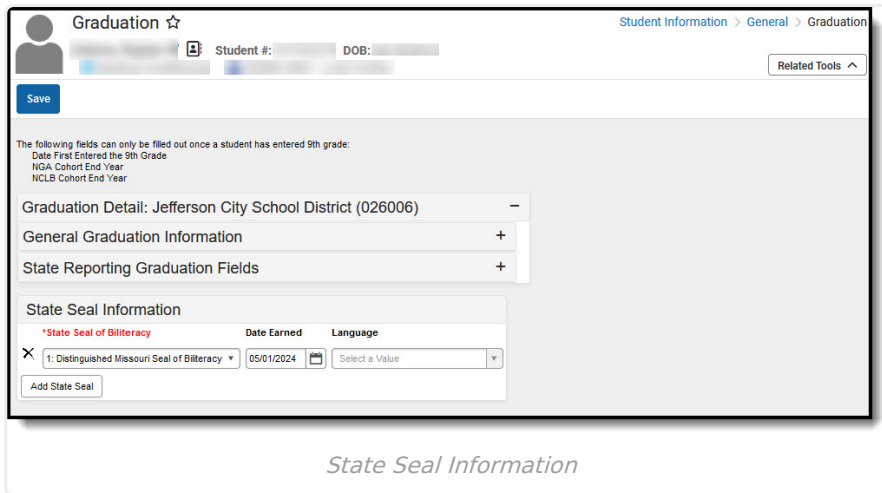 Graduation ☆
Student Information > General > Graduation
Student #: DOB:
Related Tools
Save
The following fields can only be filled out once a student has entered 9th grade:
Date First Entered the 9th Grade
NGA Cohort End Year
NCLB Cohort End Year
Graduation Detail: Jefferson City School District (026006) −
General Graduation Information +
State Reporting Graduation Fields +
State Seal Information
*State Seal of Biliteracy Date Earned Language
1: Distinguished Missouri Seal of Biliteracy 05/01/2024 Select a Value
Add State Seal
State Seal Information